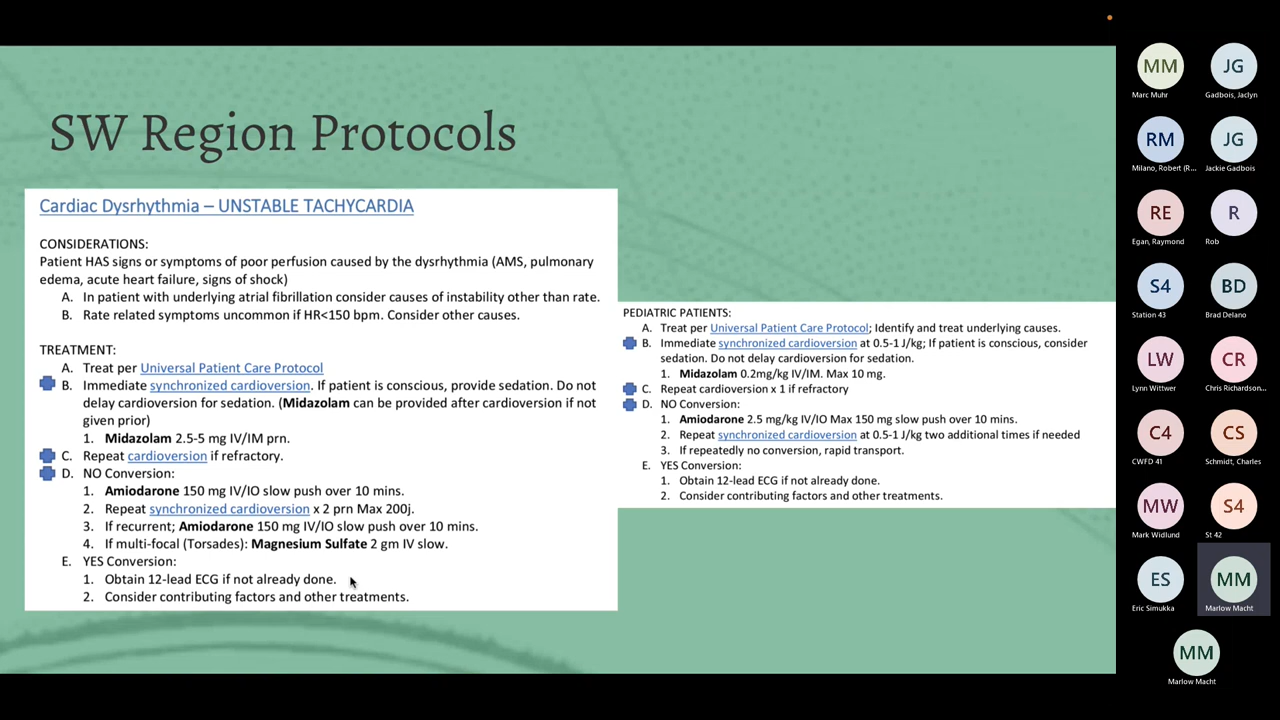 SW Region Protocols
Cardiac Dysrhythmia – UNSTABLE TACHYCARDIA
CONSIDERATIONS:
Patient HAS signs or symptoms of poor perfusion caused by the dysrhythmia (AMS, pulmonary
edema, acute heart failure, signs of shock)
A. In patient with underlying atrial fibrillation consider causes of instability other than rate.
B. Rate related symptoms uncommon if HR<150 bpm. Consider other causes.
TREATMENT:
A. Treat per Universal Patient Care Protocol
B. Immediate synchronized cardioversion. If patient is conscious, provide sedation. Do not
delay cardioversion for sedation. (Midazolam can be provided after cardioversion if not
given prior)
1. Midazolam 2.5-5 mg IV/IM prn.
C. Repeat cardioversion if refractory.
D. NO Conversion:
1. Amiodarone 150 mg IV/IO slow push over 10 mins.
2. Repeat synchronized cardioversion x 2 prn Max 200j.
3. If recurrent; Amiodarone 150 mg IV/IO slow push over 10 mins.
4. If multi-focal (Torsades): Magnesium Sulfate 2 gm IV slow.
E. YES Conversion:
1. Obtain 12-lead ECG if not already done.
2. Consider contributing factors and other treatments.
PEDIATRIC PATIENTS:
A. Treat per Universal Patient Care Protocol; Identify and treat underlying causes.
B. Immediate synchronized cardioversion at 0.5-1 J/kg; If patient is conscious, consider
sedation. Do not delay cardioversion for sedation.
1. Midazolam 0.2mg/kg IV/IM. Max 10 mg.
C. Repeat cardioversion x 1 if refractory
D. NO Conversion:
1. Amiodarone 2.5 mg/kg IV/IO Max 150 mg slow push over 10 mins.
2. Repeat synchronized cardioversion at 0.5-1 J/kg two additional times if needed
3. If repeatedly no conversion, rapid transport.
E. YES Conversion:
1. Obtain 12-lead ECG if not already done.
2. Consider contributing factors and other treatments.
MM JG
Marc Muhr Gadbois, Jaclyn
RM JG
Milano, Robert (R... Jackie Gadbois
RE R
Egan, Raymond Rob
S4 BD
Station 43 Brad Delano
LW CR
Lynn Wittwer Chris Richardson...
C4 CS
CWFD 41 Schmidt, Charles
MW S4
Mark Widlund St 42
ES MM
Eric Simukka Marlow Macht
MM
Marlow Macht